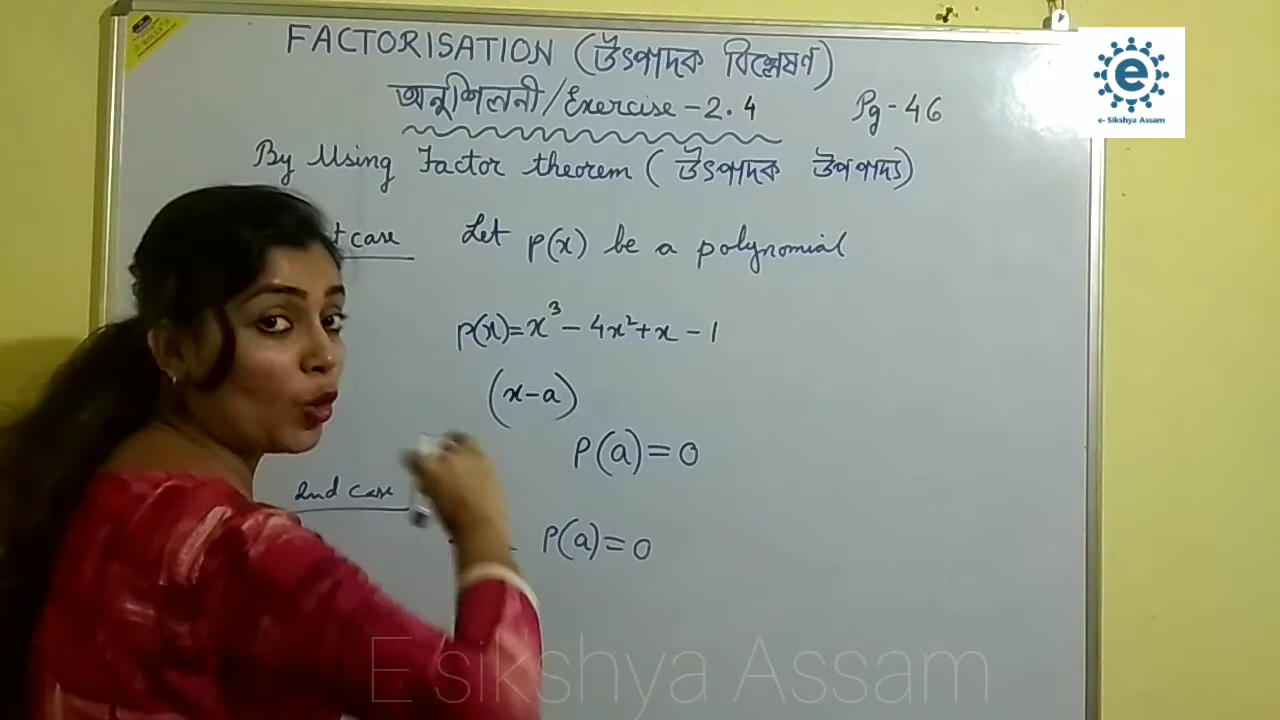 FACTORISATION (উৎপাদক বিশ্লেষণ)
অনুশিলনী/Exercise - 2.4 Pg - 46
e- Sikshya Assam
By Using Factor theorem (উৎপাদক উপপাদ্য)
case Let p(x) be a polynomial
p(x) = x³ - 4x² + x - 1
(x-a)
P(a) = 0
2nd case
P(a) = 0
E sikshya Assam